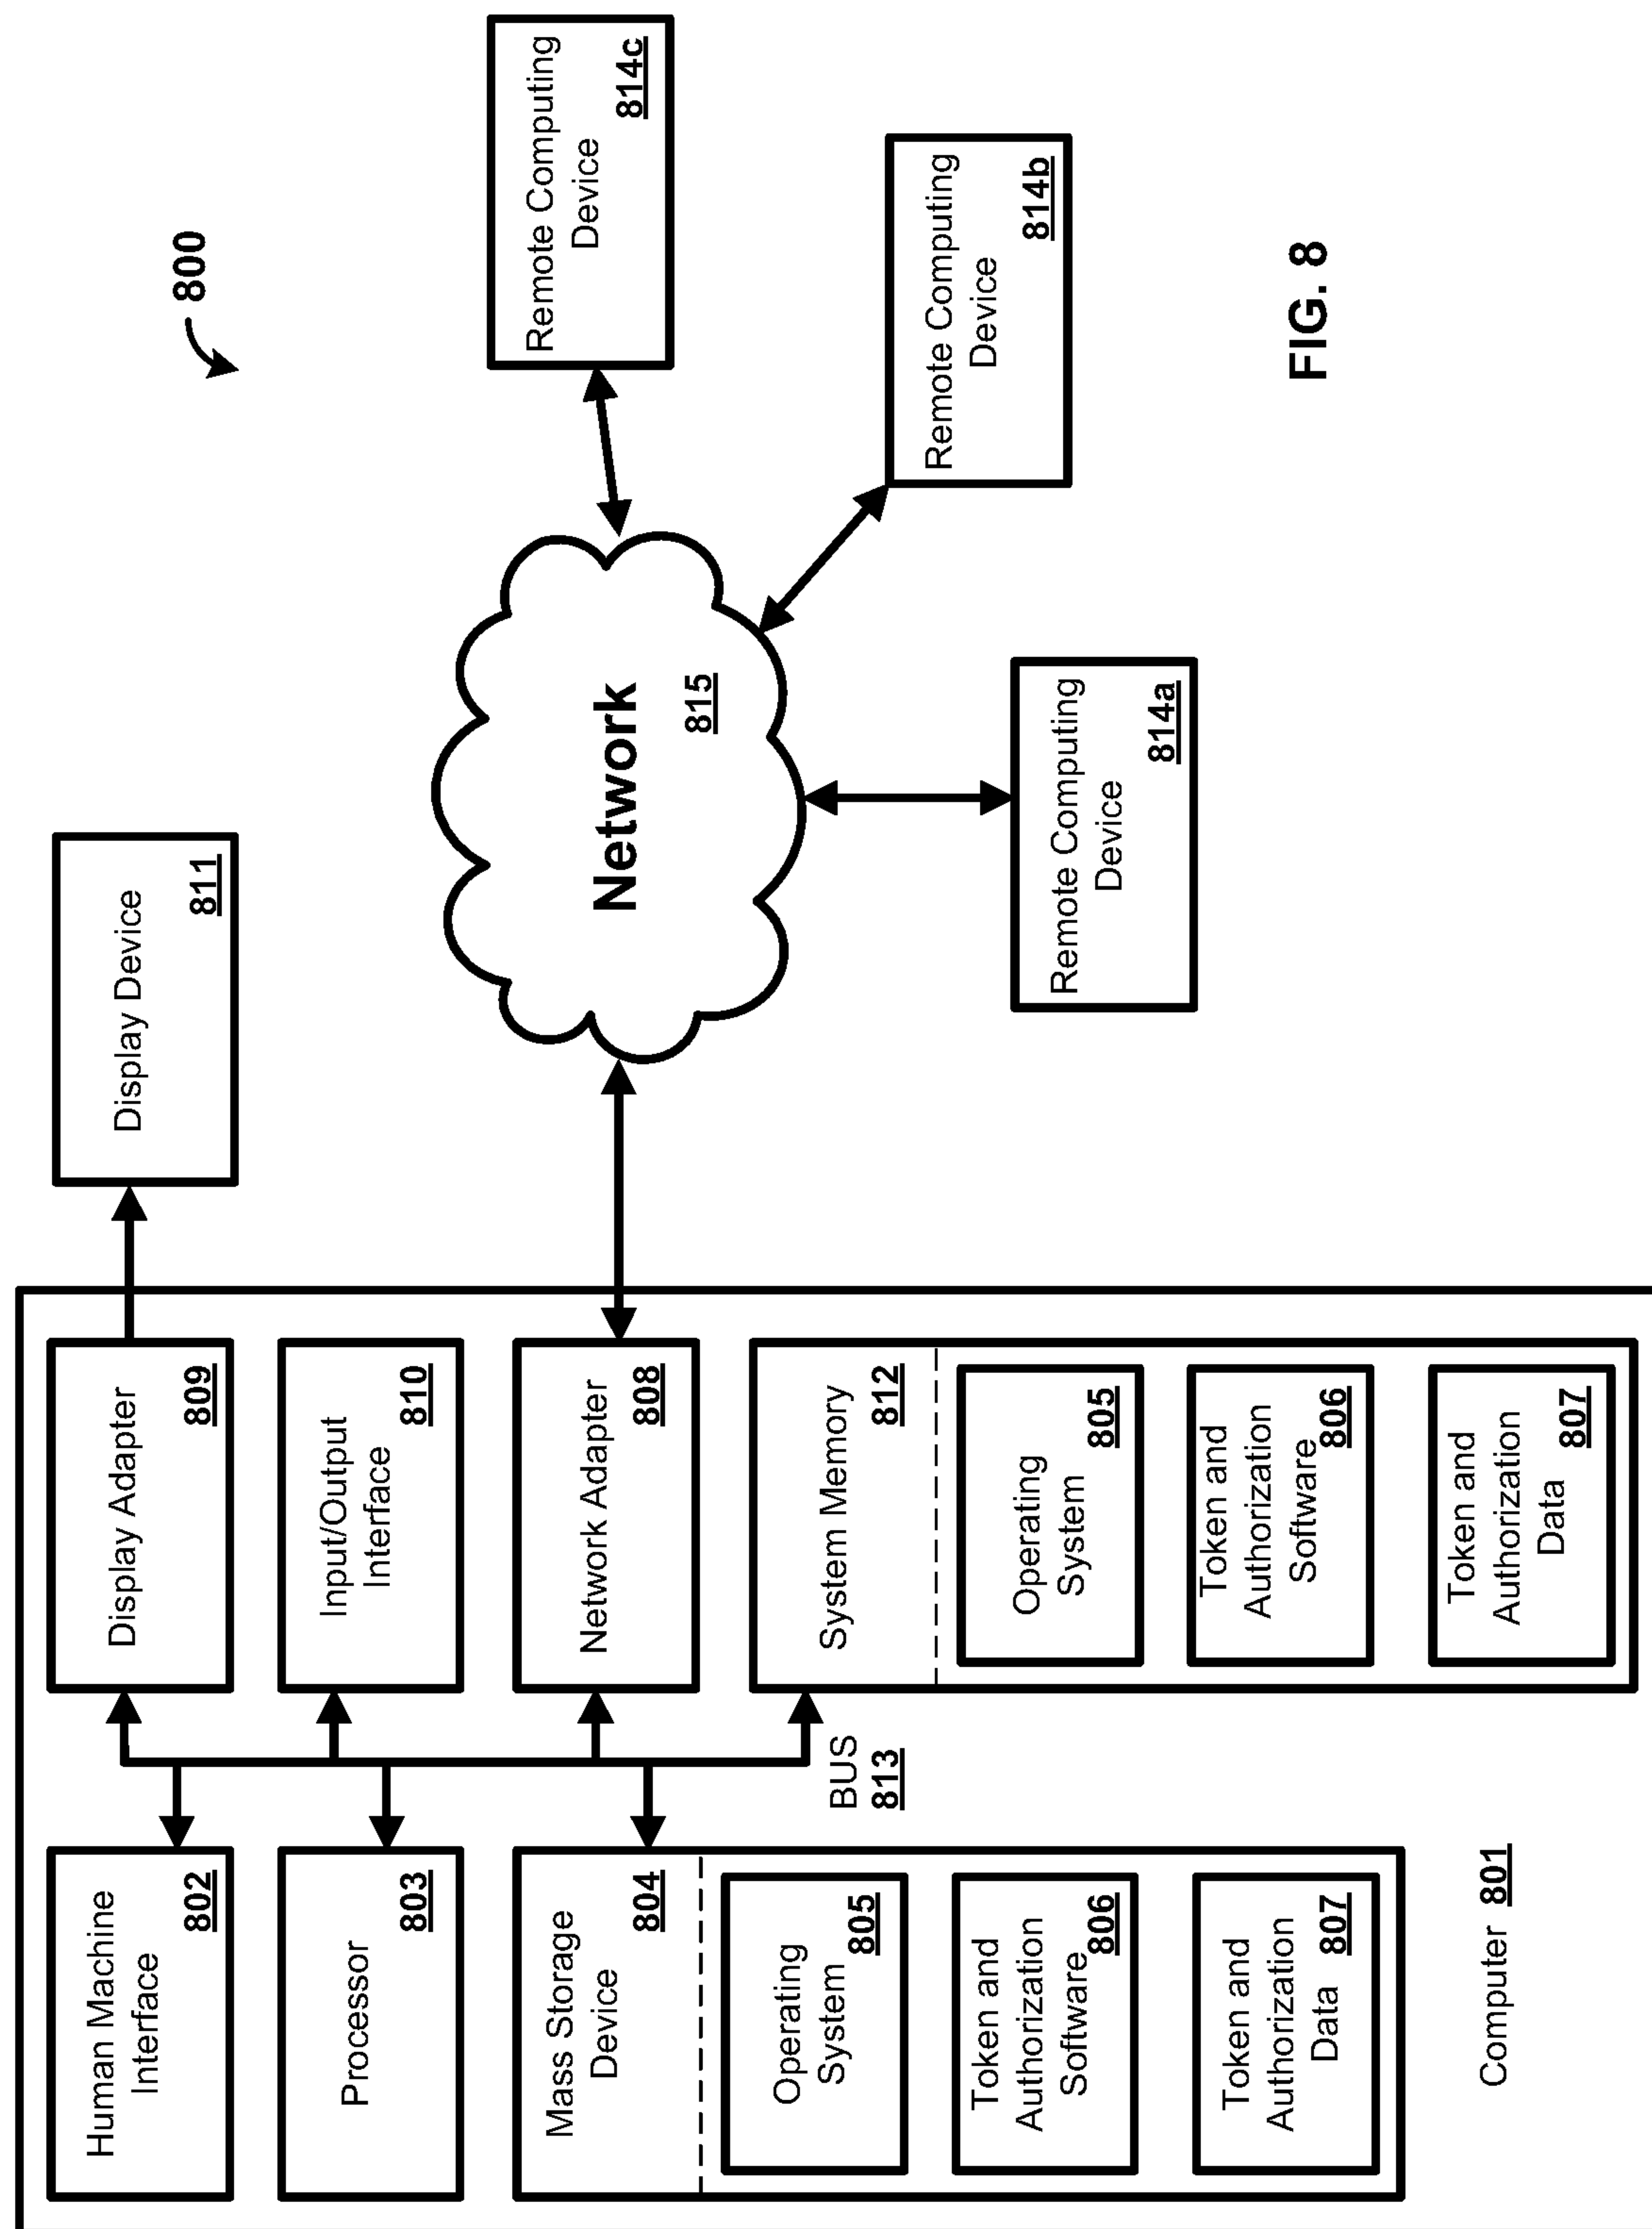 800
Human Machine
Interface
802
Processor
803
Mass Storage
Device
804
Operating
System
805
Token and
Authorization
Software
806
Token and
Authorization
Data
807
Computer 801
BUS
813
Display Adapter
809
Input/Output
Interface
810
Network Adapter
808
System Memory
812
Operating
System
805
Token and
Authorization
Software
806
Token and
Authorization
Data
807
Display Device
811
Network
815
Remote Computing
Device
814a
Remote Computing
Device
814b
Remote Computing
Device
814c
FIG. 8